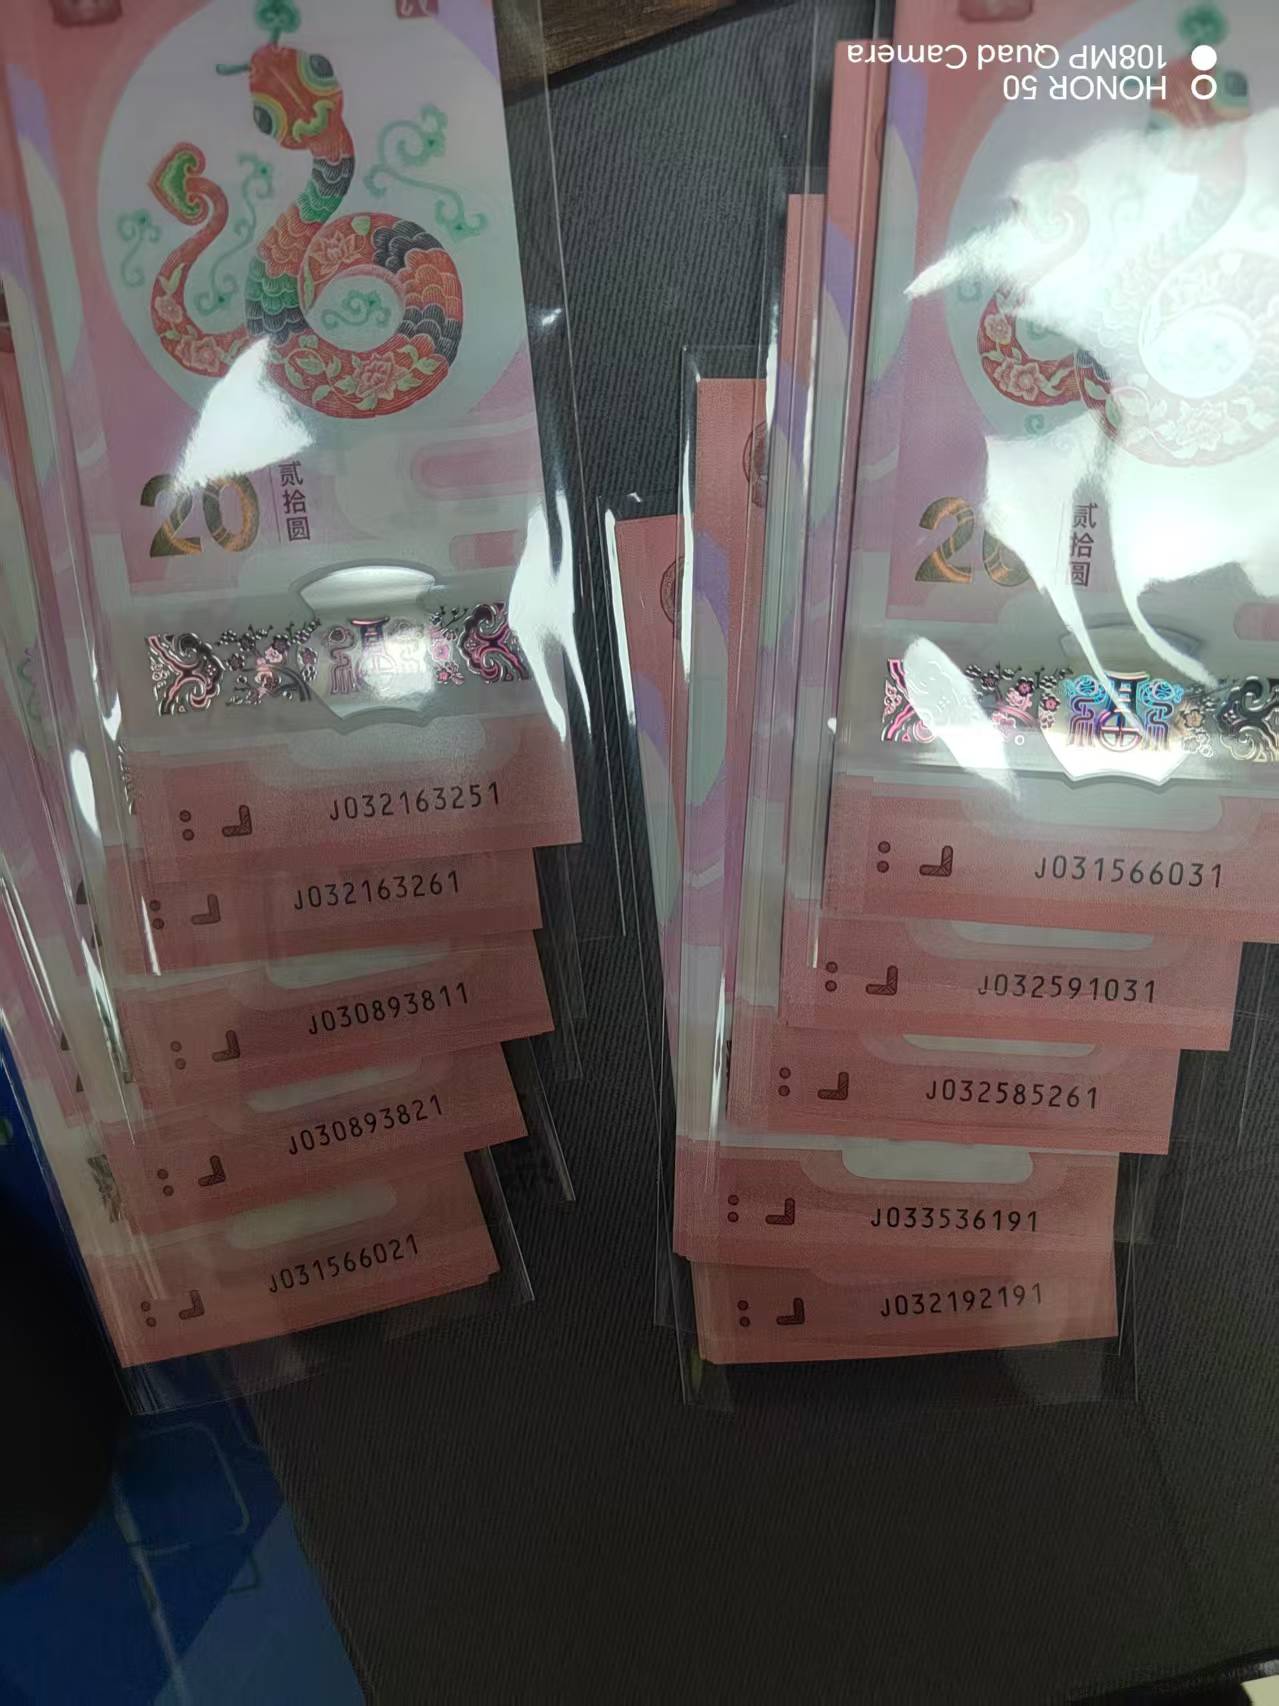 HONOR 50
108MP Quad Camera
20
贰拾圆
J032163251
J032163261
J030893811
J030893821
J031566021
20
贰拾圆
J031566031
J032591031
J032585261
J033536191
J032192191